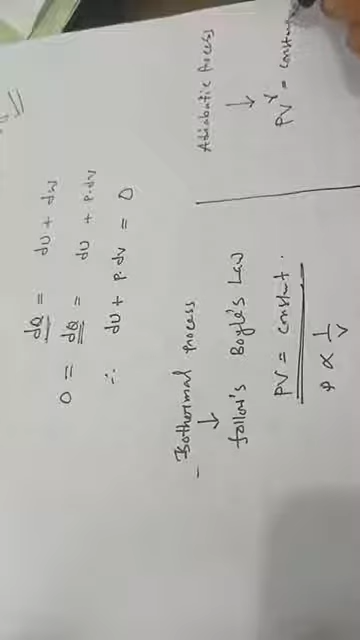 dQ = dU + dW
0 = dQ = dU + P.dV
∴ dU + P.dV = 0
- Isothermal process
↓
follow's Boyle's Law
PV = constant.
P ∝ 1/V
Adiabatic process
↓
PV^γ = constant